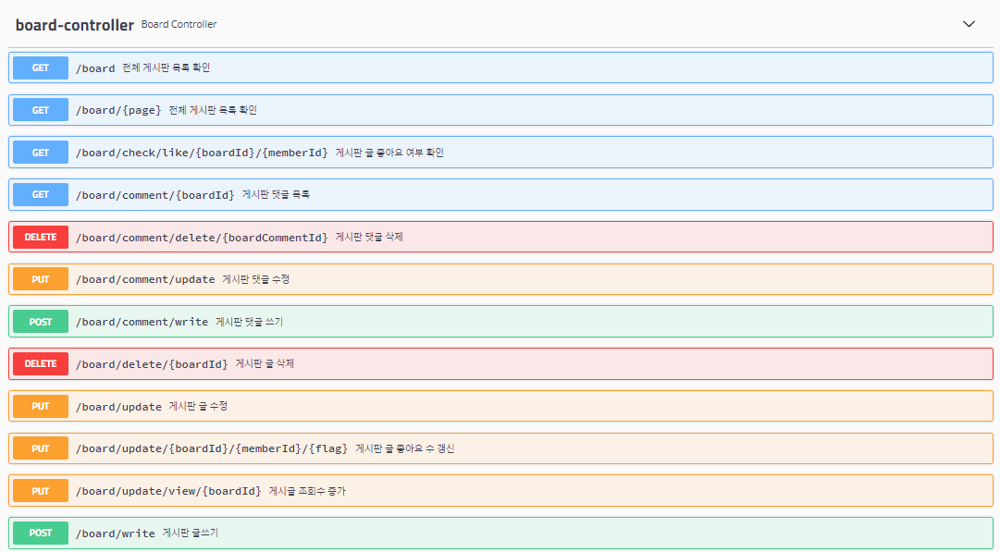 board-controller Board Controller
GET /board 전체 게시판 목록 확인
GET /board/{page} 전체 게시판 목록 확인
GET /board/check/like/{boardId}/{memberId} 게시판 글 좋아요 여부 확인
GET /board/comment/{boardId} 게시판 댓글 목록
DELETE /board/comment/delete/{boardCommentId} 게시판 댓글 삭제
PUT /board/comment/update 게시판 댓글 수정
POST /board/comment/write 게시판 댓글 쓰기
DELETE /board/delete/{boardId} 게시판 글 삭제
PUT /board/update 게시판 글 수정
PUT /board/update/{boardId}/{memberId}/{flag} 게시판 글 좋아요 수 갱신
PUT /board/update/view/{boardId} 게시글 조회수 증가
POST /board/write 게시판 글쓰기